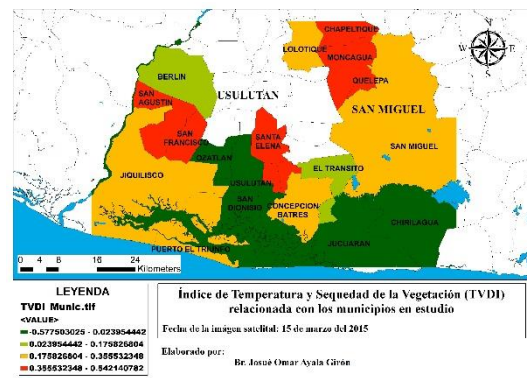 CHAPELTIQUE
LOLOTIQUE
MONCAGUA
QUELEPA
BERLIN
USULUTAN
SAN
AGUSTIN
SAN MIGUEL
SAN
FRANCISCO
SANTA
ELENA
SAN MIGUEL
OZATLAN
JIQUILISCO
USULUTAN
EL TRANSITO
SAN
DIONISIO
CONCEPCION
BATRES
CHIRILAGUA
JUCUARAN
PUERTO EL TRIUNFO
N
W
E
S
0 4 8 16 24
Kilometers
LEYENDA
TVDI Munic.tif
<VALUE>
-0.577503025 - 0.023954442
0.023954442 - 0.175826804
0.175826804 - 0.355532348
0.355532348 - 0.542140782
Índice de Temperatura y Sequedad de la Vegetación (TVDI)
relacionada con los municipios en estudio
Fecha de la imágen satelital: 15 de marzo del 2015
Elaborado por:
Br. Josué Omar Ayala Girón